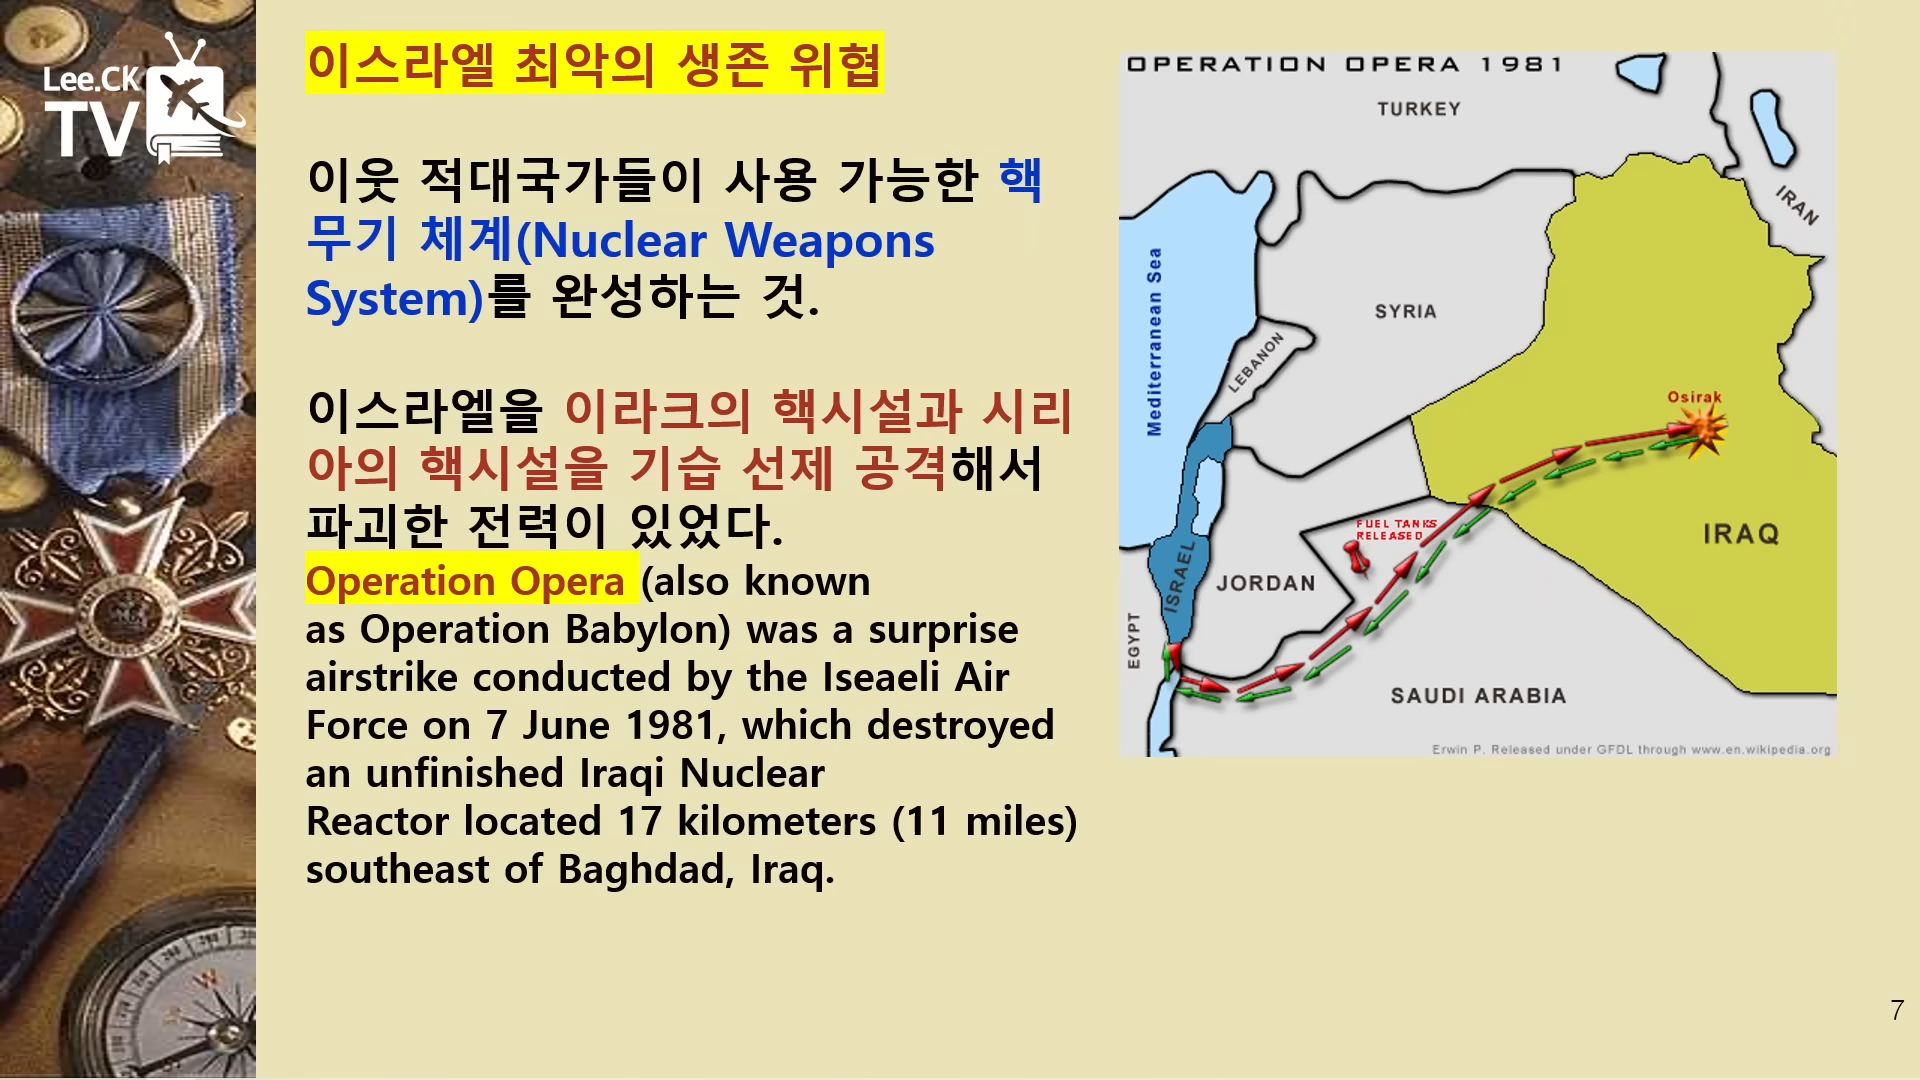 Lee.CK
TV
이스라엘 최악의 생존 위협
이웃 적대국가들이 사용 가능한 핵
무기 체계(Nuclear Weapons
System)를 완성하는 것.
이스라엘을 이라크의 핵시설과 시리
아의 핵시설을 기습 선제 공격해서
파괴한 전력이 있었다.
Operation Opera (also known
as Operation Babylon) was a surprise
airstrike conducted by the Iseaeli Air
Force on 7 June 1981, which destroyed
an unfinished Iraqi Nuclear
Reactor located 17 kilometers (11 miles)
southeast of Baghdad, Iraq.
OPERATION OPERA 1981
TURKEY
IRAN
Mediterranean Sea
SYRIA
LEBANON
Osirak
FUEL TANKS
RELEASED
IRAQ
ISRAEL
JORDAN
EGYPT
SAUDI ARABIA
Erwin P. Released under GFDL through www.en.wikipedia.org
W
7